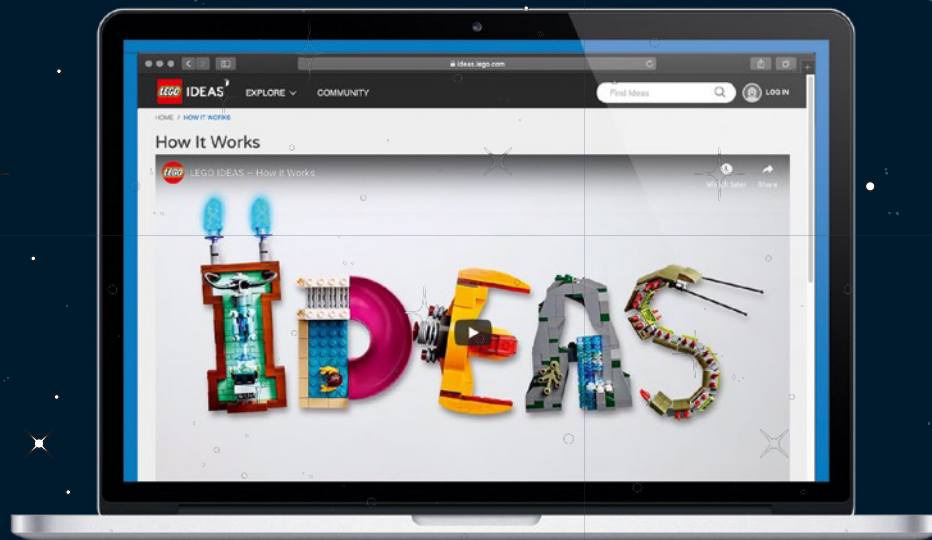 ideas.lego.com
LEGO IDEAS EXPLORE COMMUNITY Find Ideas LOG IN
HOME / HOW IT WORKS
How It Works
LEGO LEGO IDEAS – How it Works Watch later Share
IDEAS